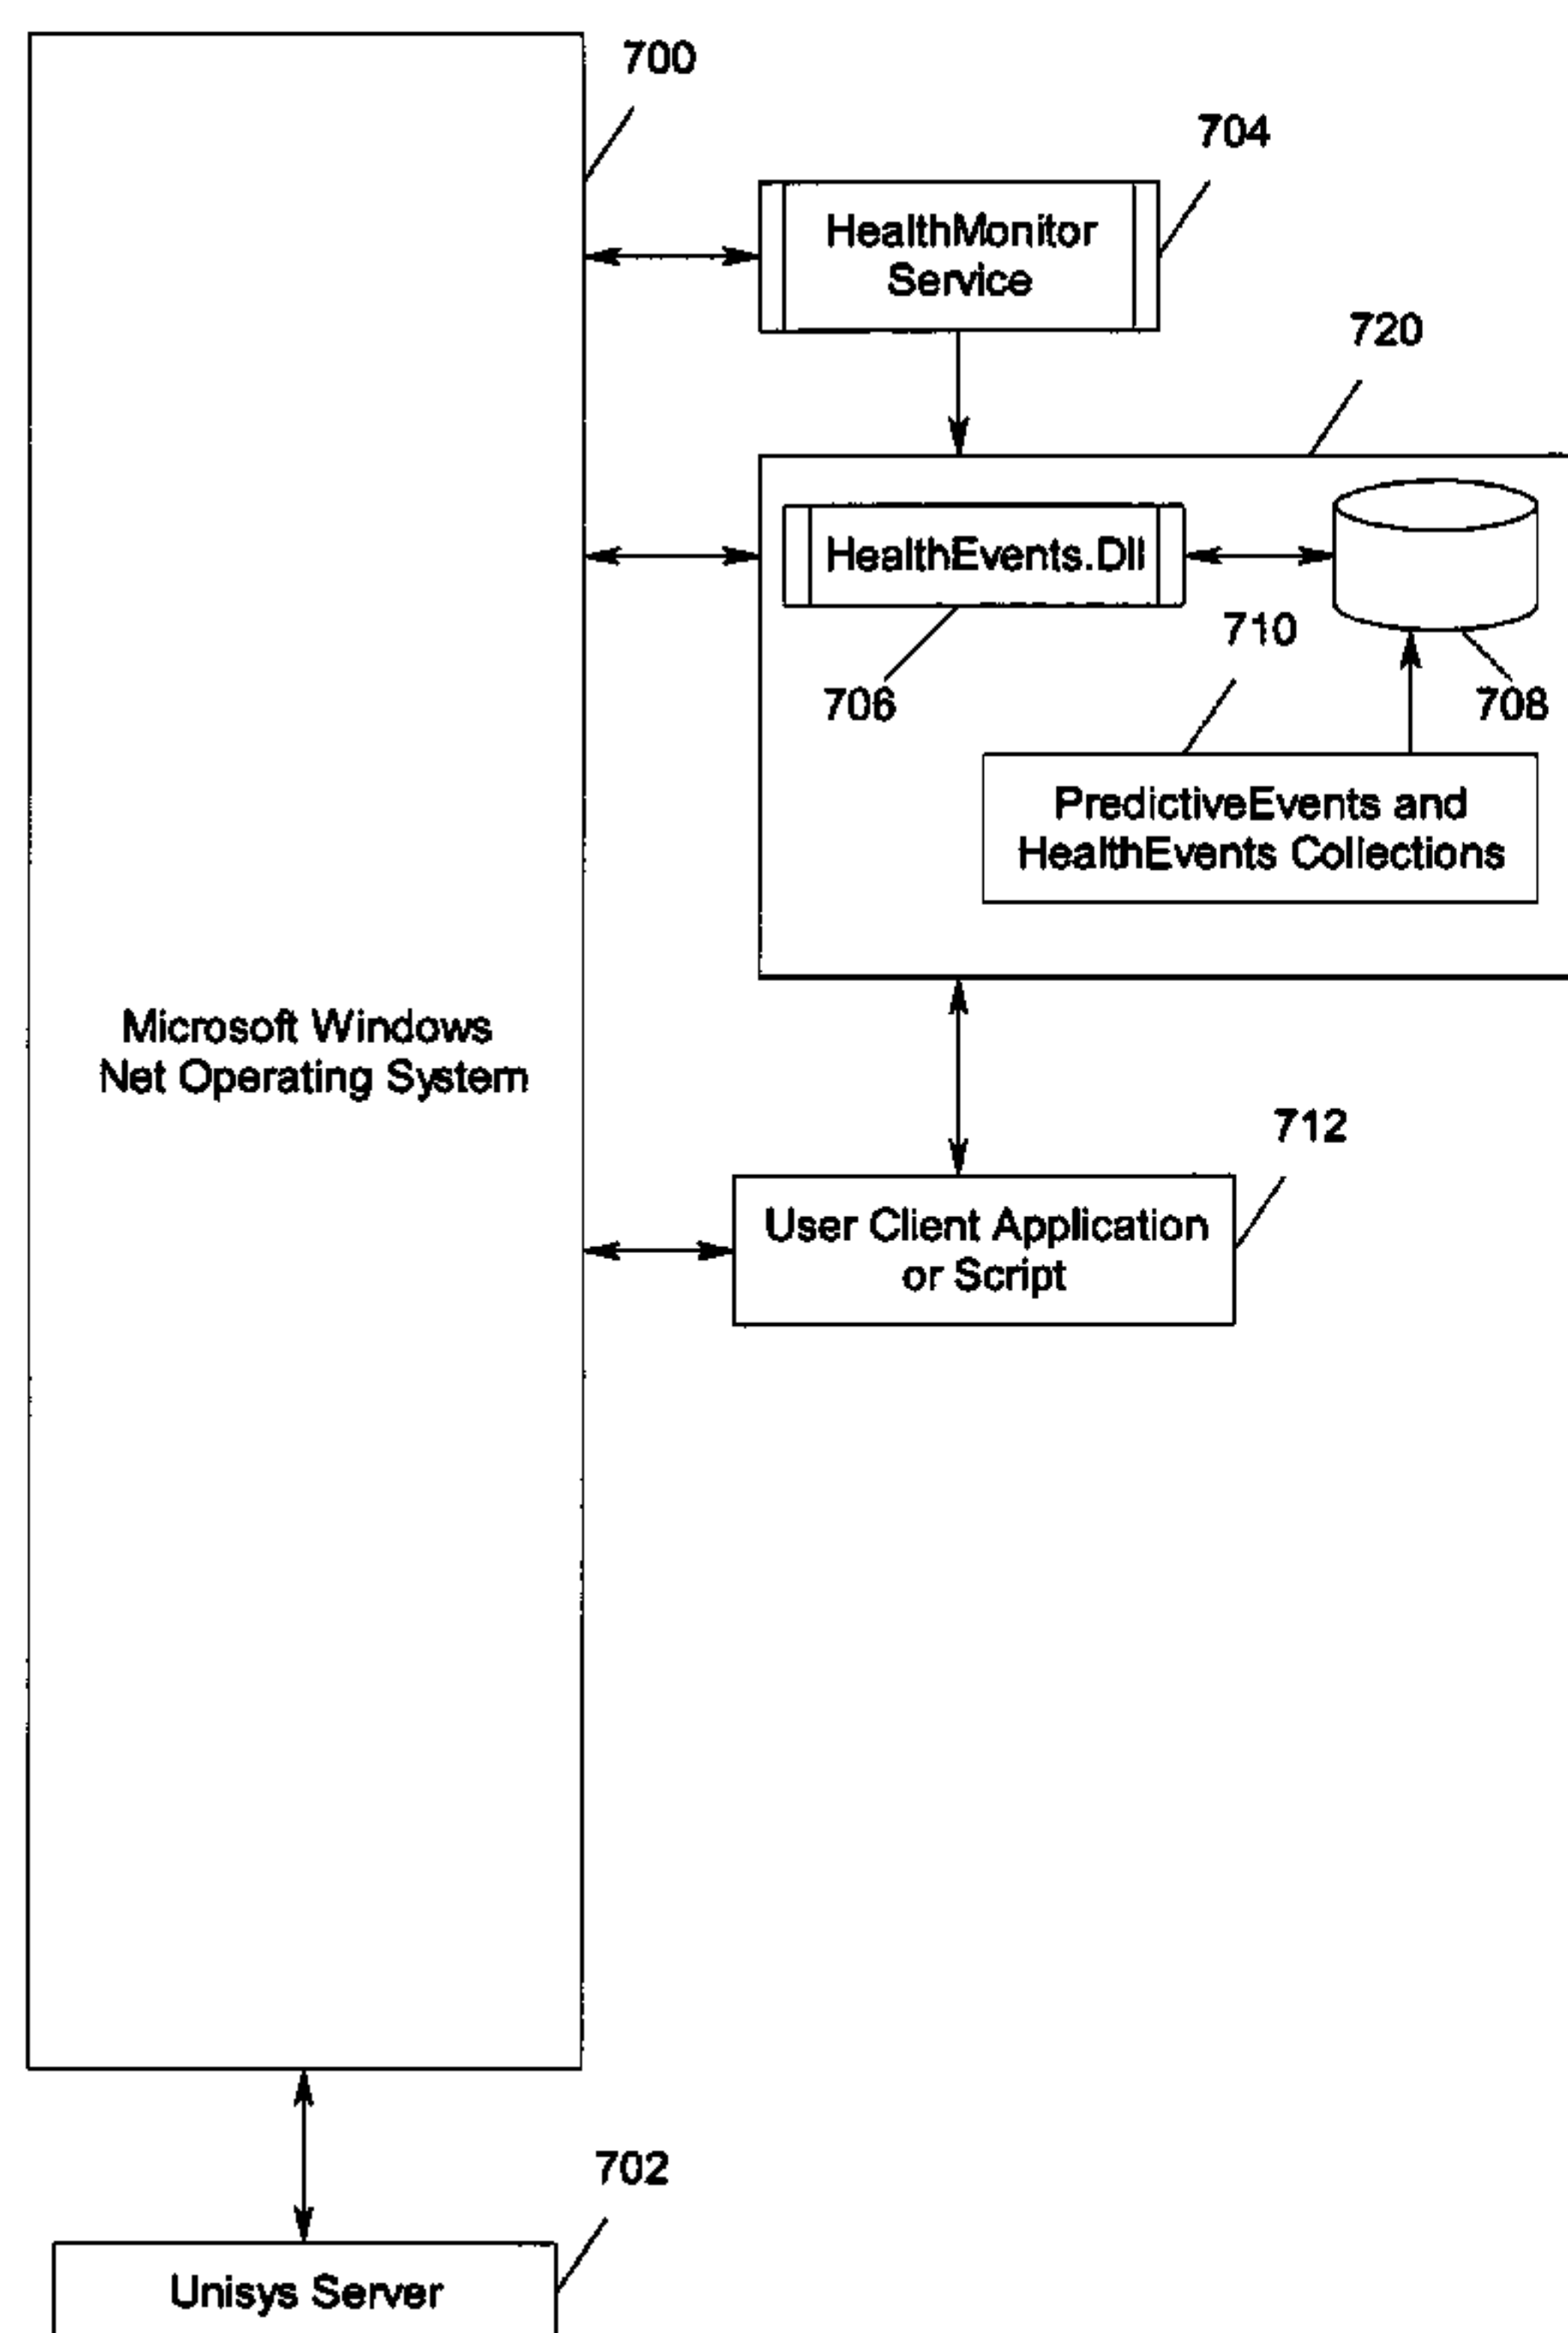 700
704
HealthMonitor
Service
720
HealthEvents.Dll
710
706
708
PredictiveEvents and
HealthEvents Collections
Microsoft Windows
Net Operating System
712
User Client Application
or Script
702
Unisys Server